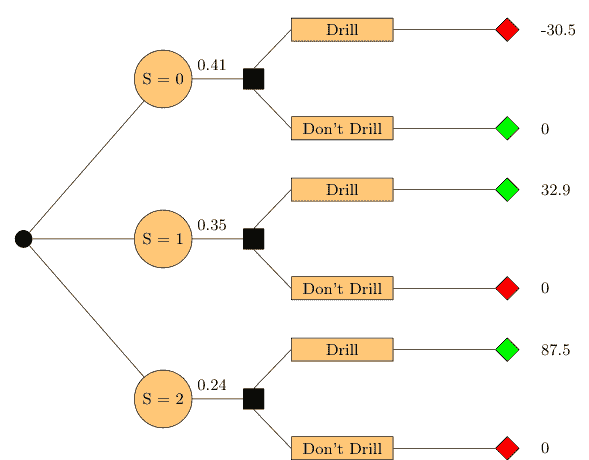 Drill
-30.5
0.41
S = 0
Don't Drill
0
Drill
32.9
0.35
S = 1
Don't Drill
0
Drill
87.5
0.24
S = 2
Don't Drill
0